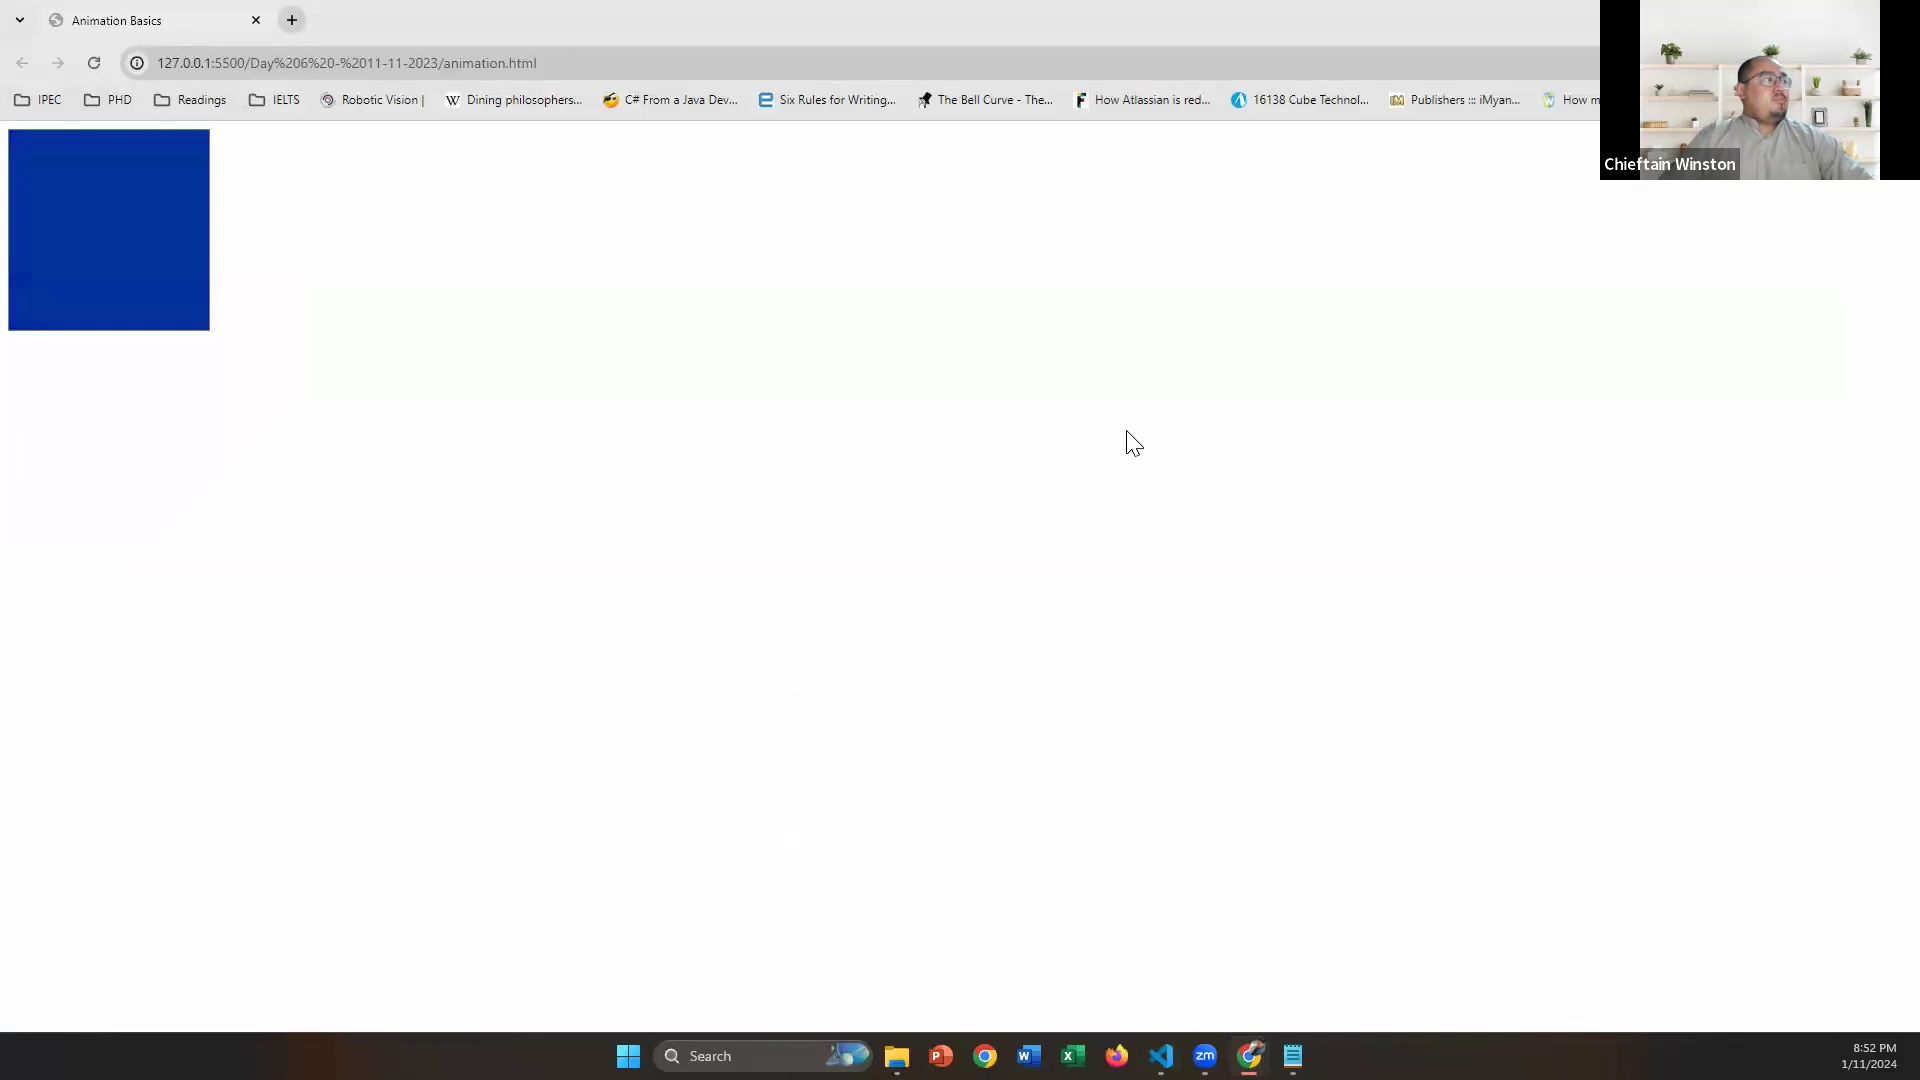 Animation Basics
127.0.0.1:5500/Day%206%20-%2011-11-2023/animation.html
IPEC PHD Readings IELTS Robotic Vision | Dining philosophers... C# From a Java Dev... Six Rules for Writing... The Bell Curve - The... How Atlassian is red... 16138 Cube Technol... Publishers ::: iMyan... How m
Chieftain Winston
Search
P
W
X
zm
8:52 PM
1/11/2024